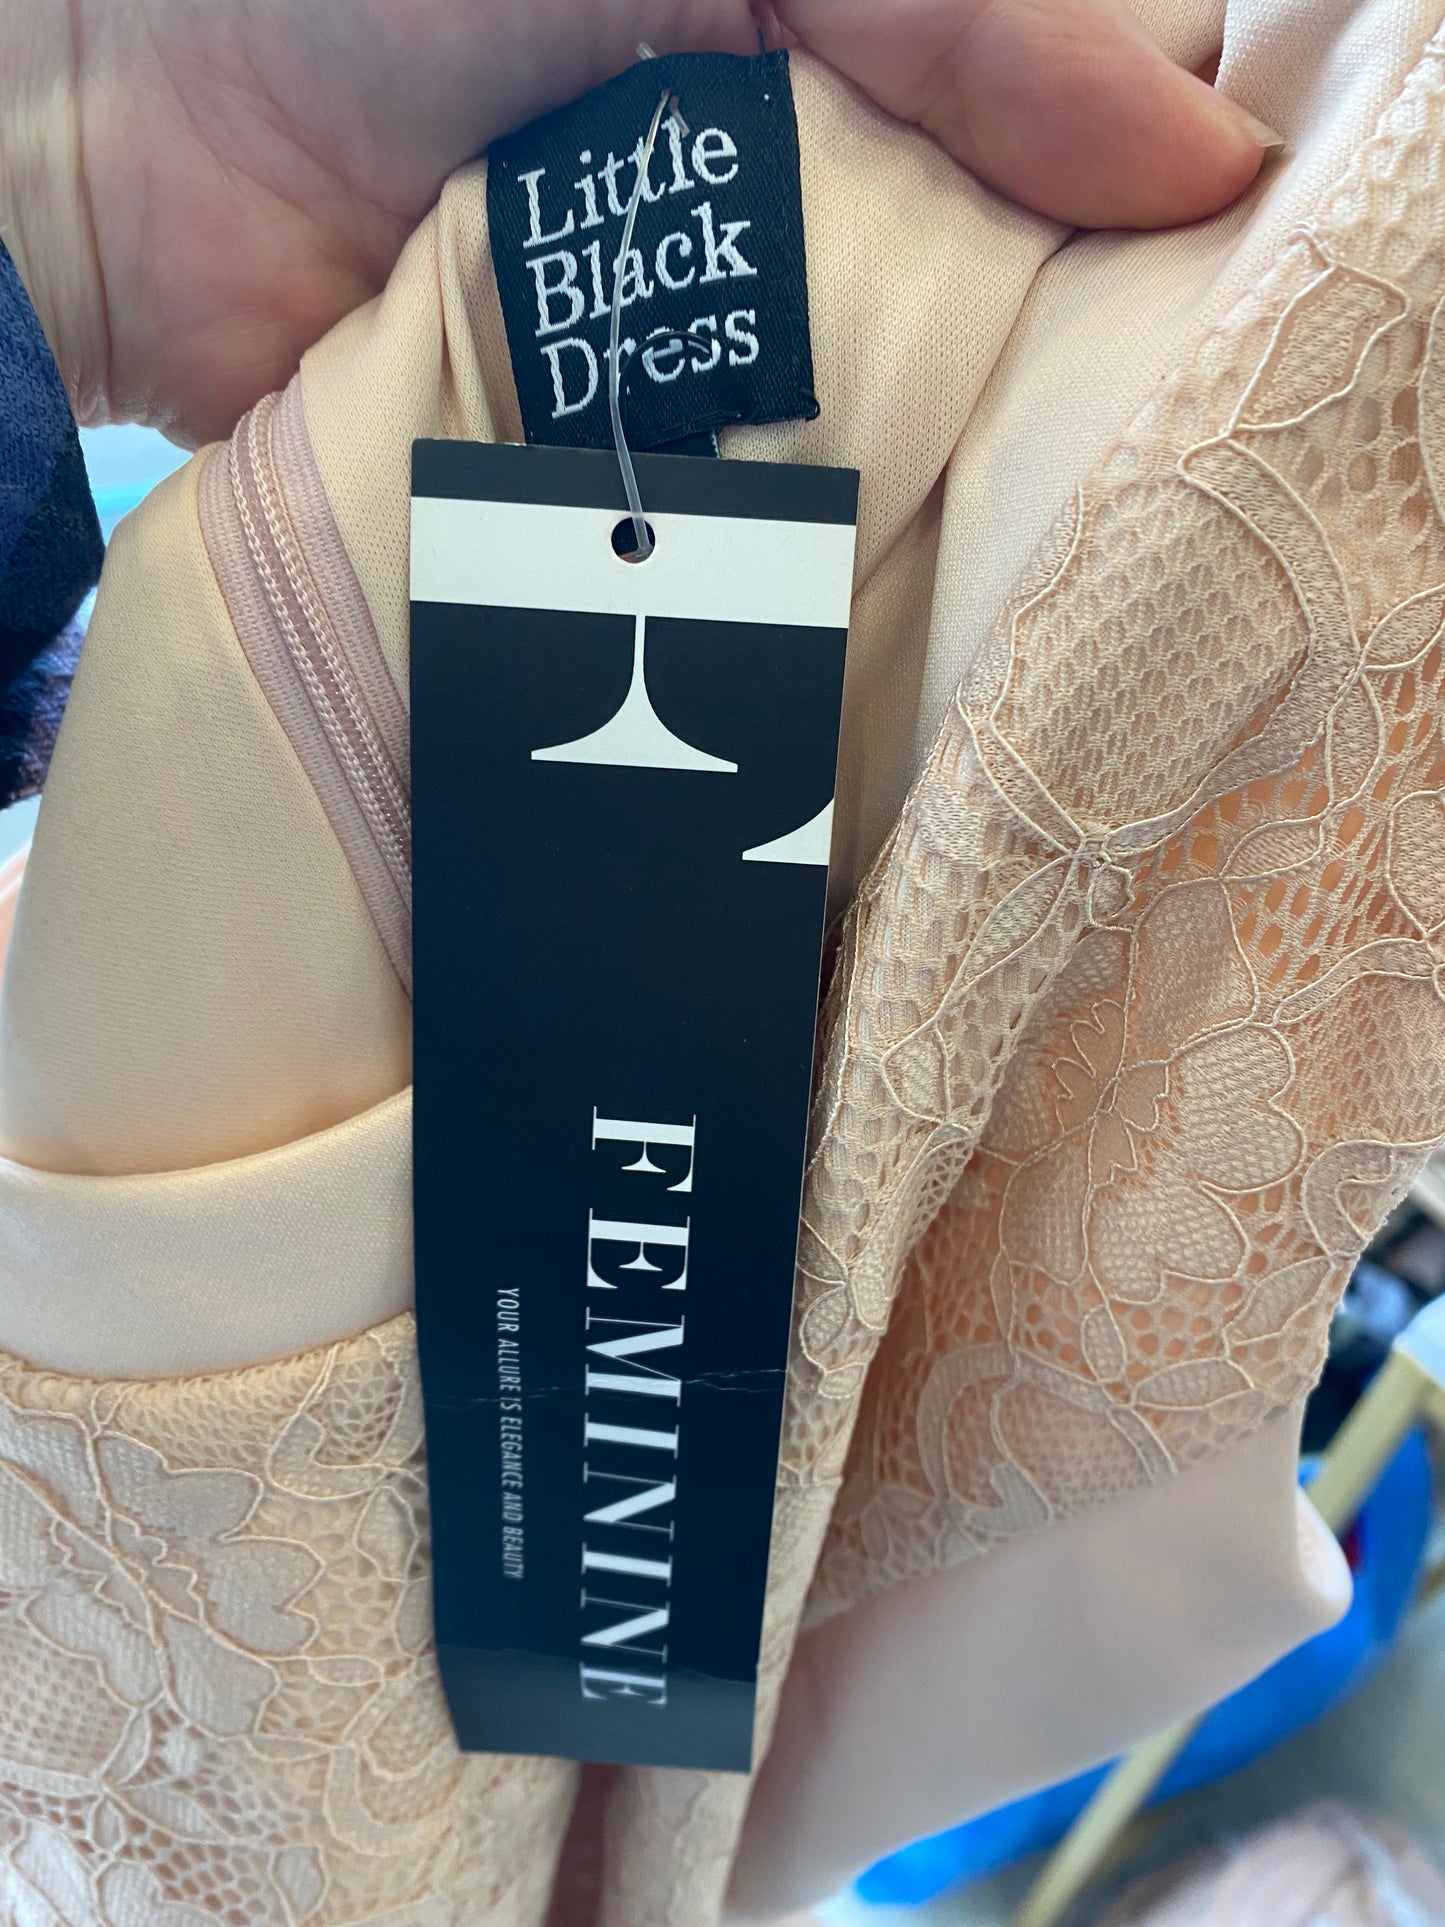 Little
Black
Dress
F
FEMININE
YOUR ALLURE IS ELEGANCE AND BEAUTY